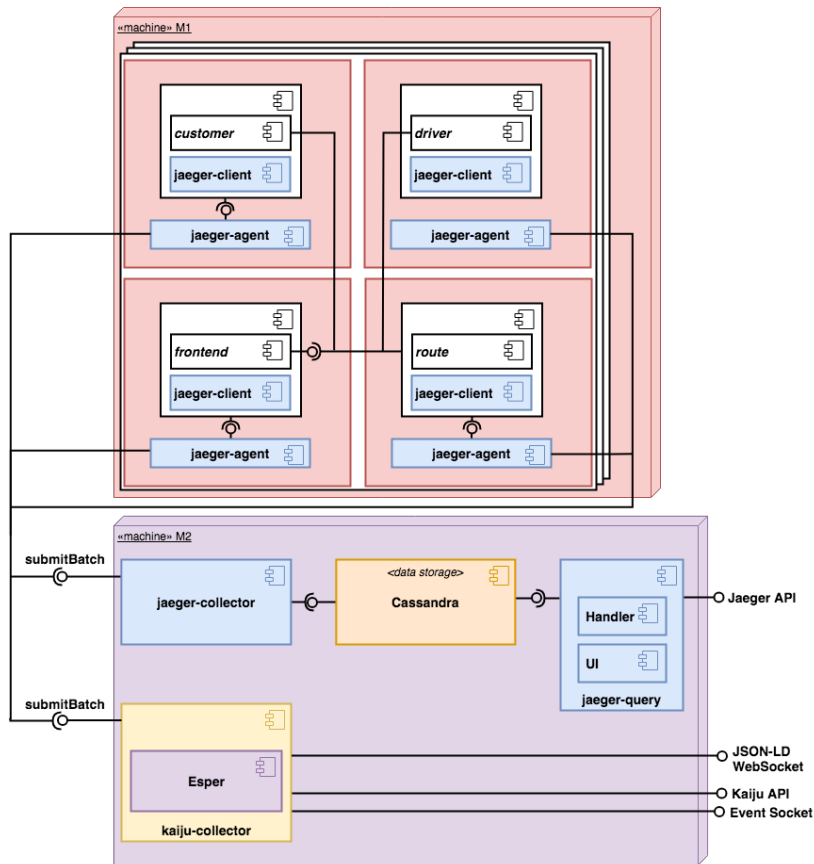 «machine» M1
customer
jaeger-client
jaeger-agent
driver
jaeger-client
jaeger-agent
frontend
jaeger-client
jaeger-agent
route
jaeger-client
jaeger-agent
«machine» M2
submitBatch
jaeger-collector
<data storage>
Cassandra
Handler
UI
jaeger-query
Jaeger API
submitBatch
Esper
kaiju-collector
JSON-LD
WebSocket
Kaiju API
Event Socket